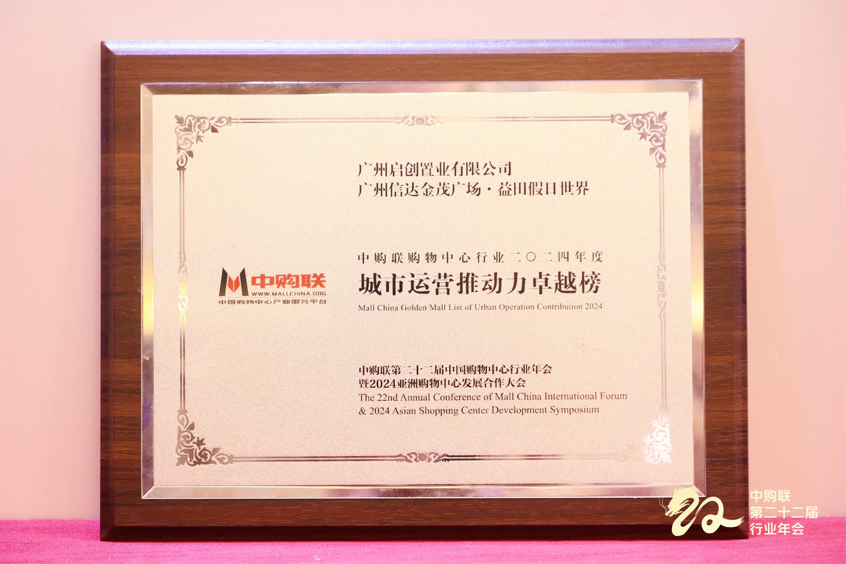 广州启创置业有限公司
广州信达金茂广场·益田假日世界
中购联购物中心行业二〇二四年度
城市运营推动力卓越榜
Mall China Golden Mall List of Urban Operation Contribution 2024
中购联
WWW.MALLCHINA.ORG
中国购物中心产业服务平台
中购联第二十二届中国购物中心行业年会
暨2024亚洲购物中心发展合作大会
The 22nd Annual Conference of Mall China International Forum
& 2024 Asian Shopping Center Development Symposium
中购联
第二十二届
行业年会